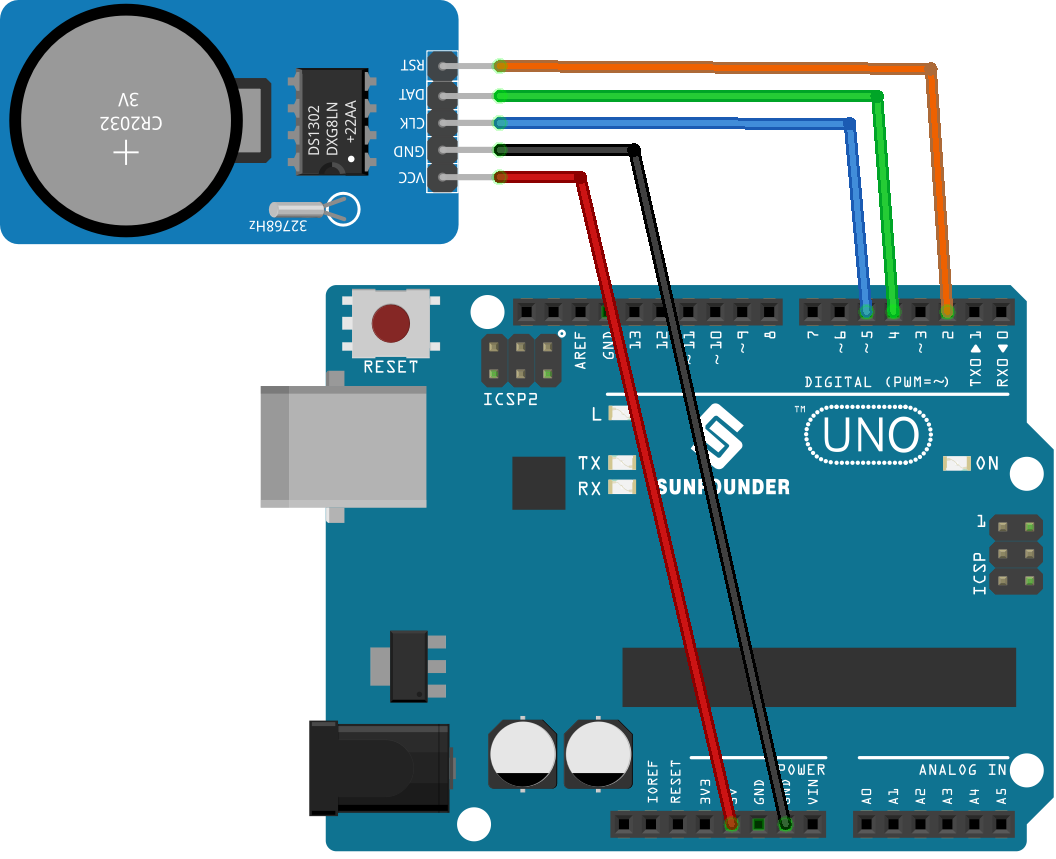 3V
CR2032
DS1302
DXG8LN
+22AA
32768Hz
RST
DAT
CLK
GND
VCC
RESET
ICSP2
AREF
GND
13
12
~11
~10
~9
8
7
~6
~5
4
~3
2
TX0▶1
RX0◀0
DIGITAL (PWM=~)
L
TX
RX
SUNFOUNDER
TM
UNO
ON
1
ICSP
POWER
ANALOG IN
IOREF
RESET
3V3
5V
GND
GND
VIN
A0
A1
A2
A3
A4
A5